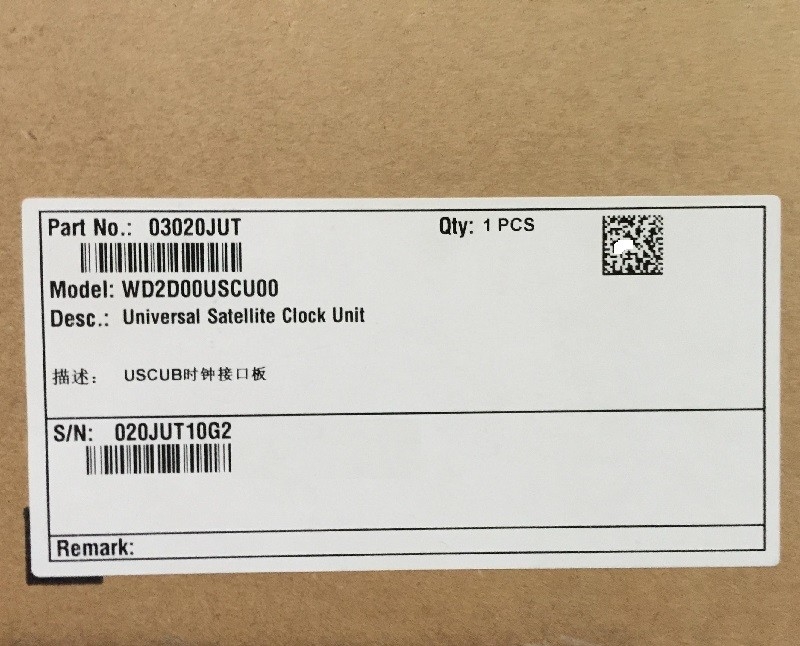 Part No.: 03020JUT Qty: 1 PCS
Model: WD2D00USCU00
Desc.: Universal Satellite Clock Unit
描述： USCUB时钟接口板
S/N: 020JUT10G2
Remark: